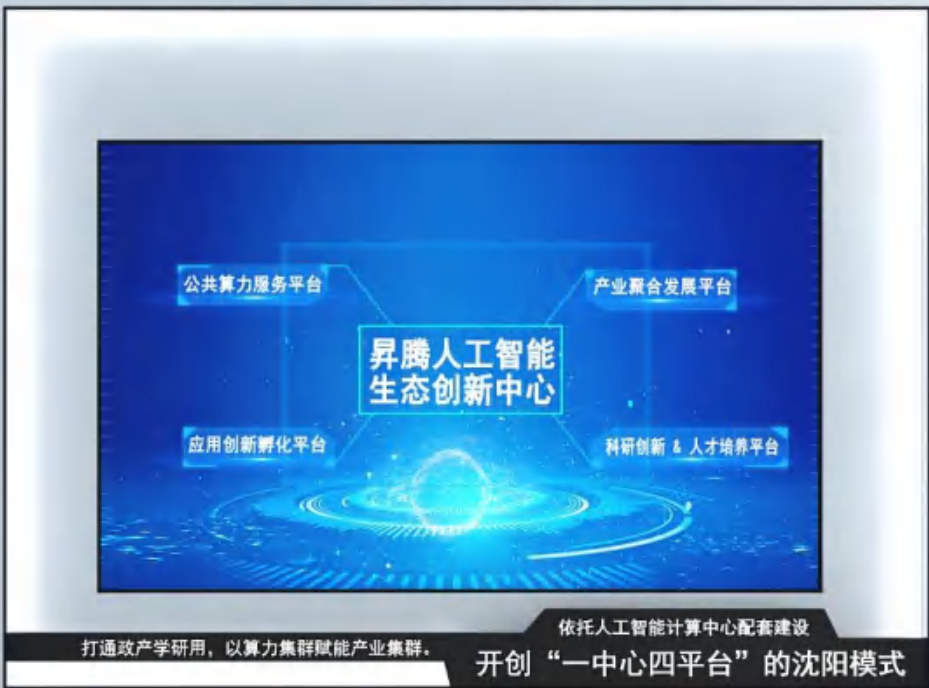 公共算力服务平台
产业聚合发展平台
昇腾人工智能
生态创新中心
应用创新孵化平台
科研创新 & 人才培养平台
依托人工智能计算中心配套建设
打通政产学研用，以算力集群赋能产业集群。
开创“一中心四平台”的沈阳模式